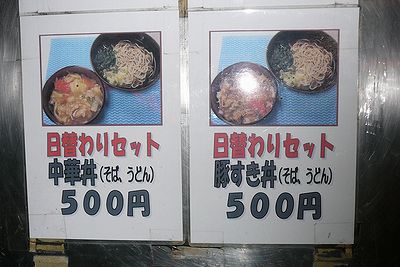 日替わりセット
中華丼(そば、うどん)
500円
日替わりセット
豚すき丼(そば、うどん)
500円